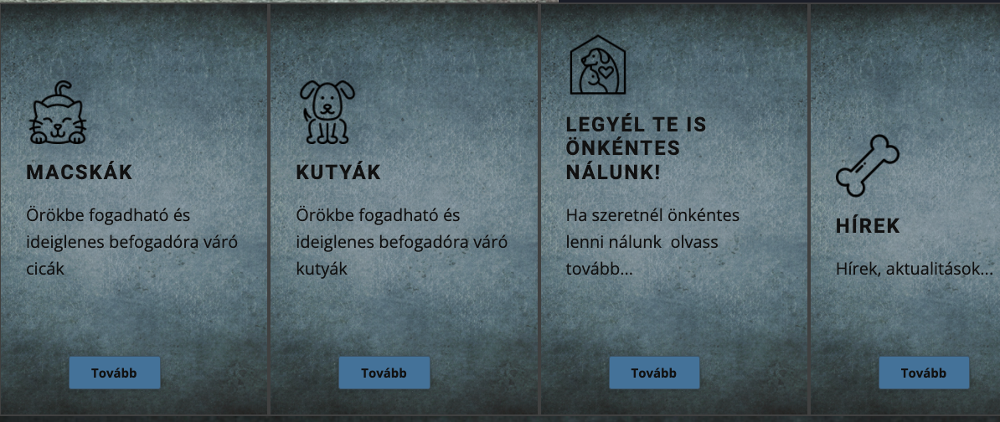 MACSKÁK
Örökbe fogadható és
ideiglenes befogadóra váró
cicák
Tovább
KUTYÁK
Örökbe fogadható és
ideiglenes befogadóra váró
kutyák
Tovább
LEGYÉL TE IS
ÖNKÉNTES
NÁLUNK!
Ha szeretnél önkéntes
lenni nálunk  olvass
tovább...
Tovább
HÍREK
Hírek, aktualitások...
Tovább